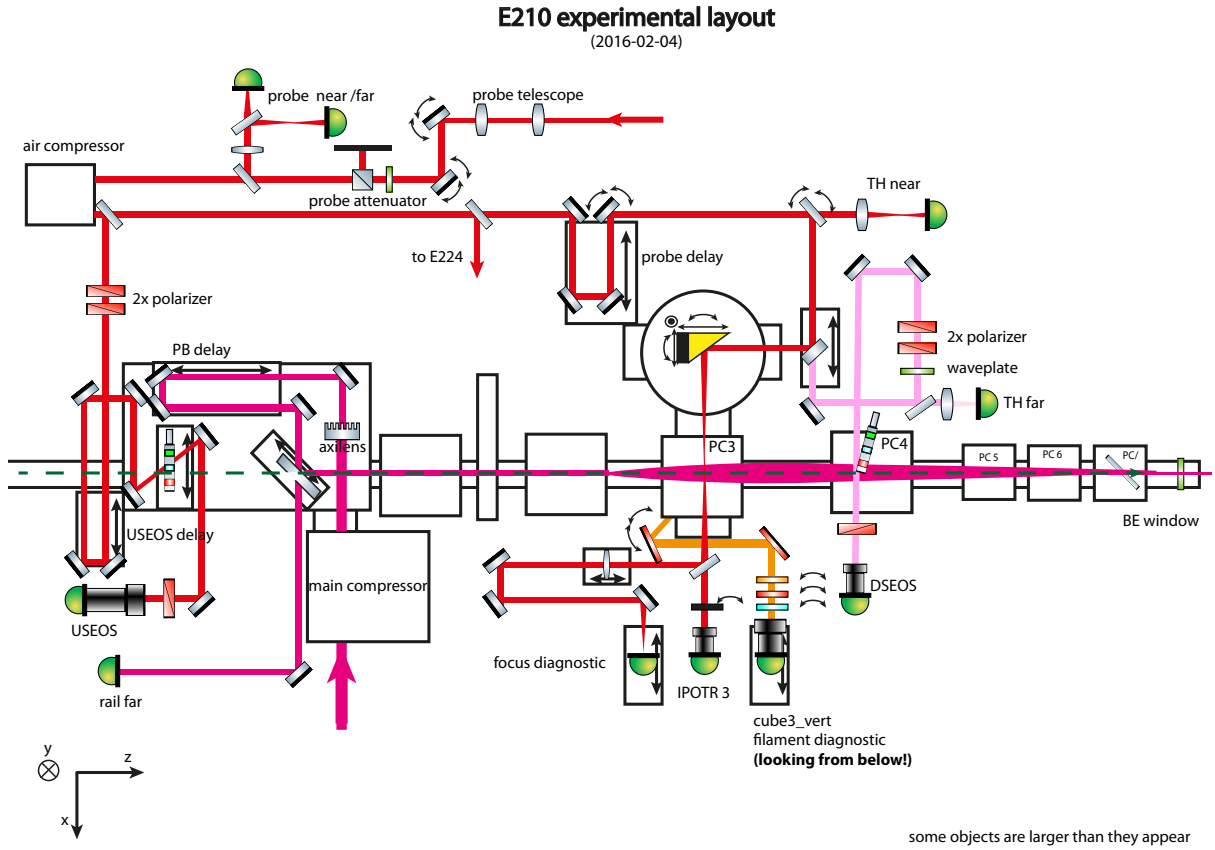 E210 experimental layout
(2016-02-04)
probe near /far
probe telescope
air compressor
probe attenuator
TH near
to E224
probe delay
2x polarizer
2x polarizer
PB delay
waveplate
TH far
axilens
PC3
PC4
PC 5
PC 6
PC/
USEOS delay
BE window
main compressor
DSEOS
USEOS
focus diagnostic
IPOTR 3
rail far
cube3_vert
filament diagnostic
(looking from below!)
y
z
x
some objects are larger than they appear